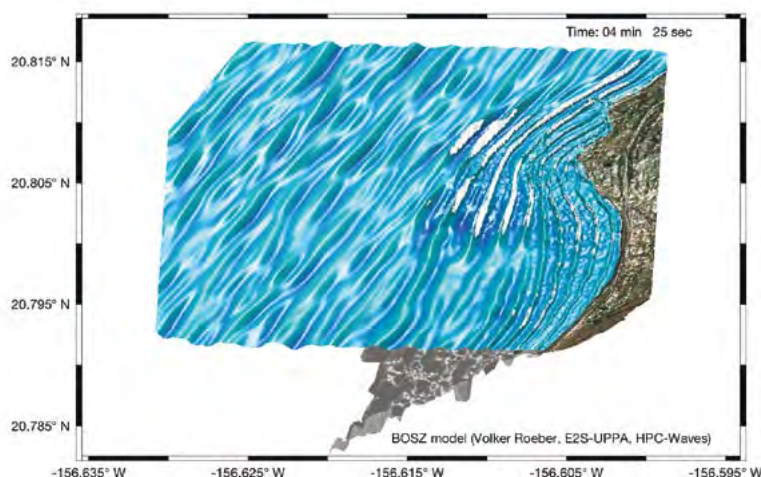 Time: 04 min 25 sec
20.815° N
20.805° N
20.795° N
20.785° N
BOSZ model (Volker Roeber, E2S-UPPA, HPC-Waves)
-156.635° W -156.625° W -156.615° W -156.605° W -156.595° W